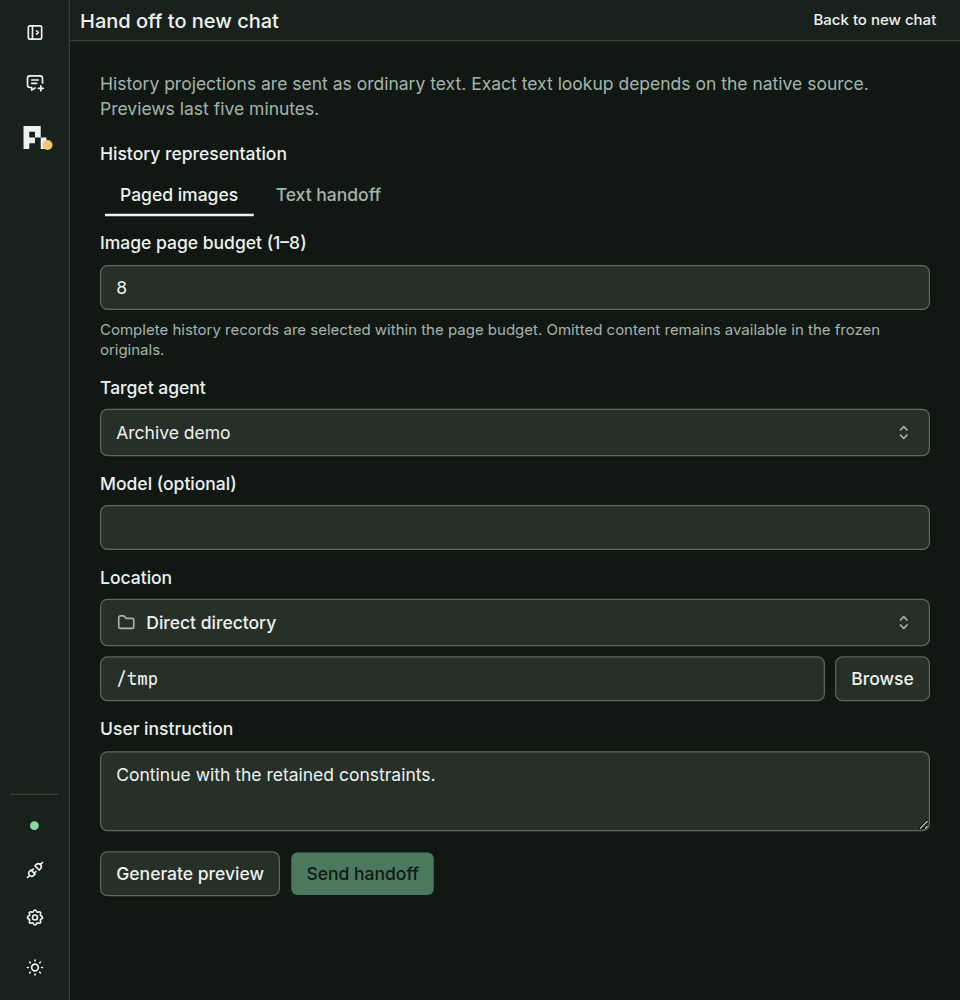 Hand off to new chat
Back to new chat
History projections are sent as ordinary text. Exact text lookup depends on the native source.
Previews last five minutes.
History representation
Paged images
Text handoff
Image page budget (1–8)
8
Complete history records are selected within the page budget. Omitted content remains available in the frozen
originals.
Target agent
Archive demo
Model (optional)
Location
Direct directory
/tmp
Browse
User instruction
Continue with the retained constraints.
Generate preview
Send handoff